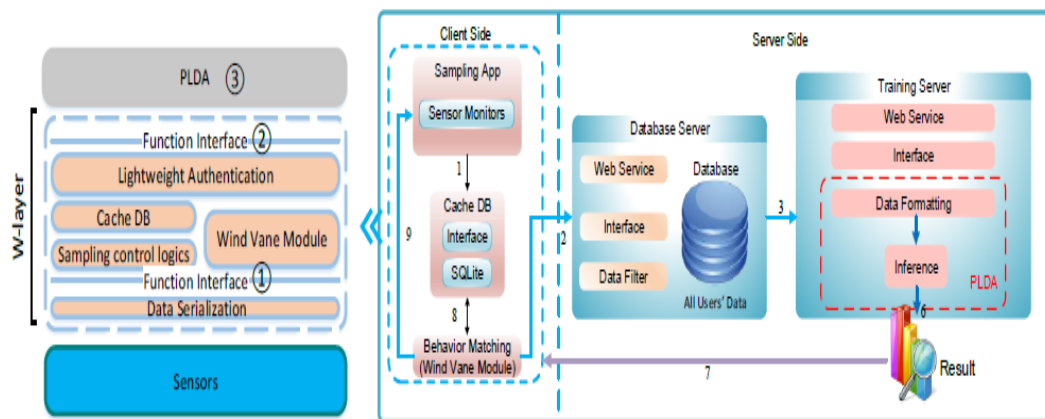 PLDA ③
W-layer
Function Interface ②
Lightweight Authentication
Cache DB
Sampling control logics
Wind Vane Module
Function Interface ①
Data Serialization
Sensors
Client Side
Sampling App
Sensor Monitors
1
Cache DB
Interface
SQLite
8
9
Behavior Matching
(Wind Vane Module)
2
Server Side
Database Server
Web Service
Interface
Data Filter
Database
All Users' Data
3
Training Server
Web Service
Interface
Data Formatting
Inference
PLDA
6
Result
7